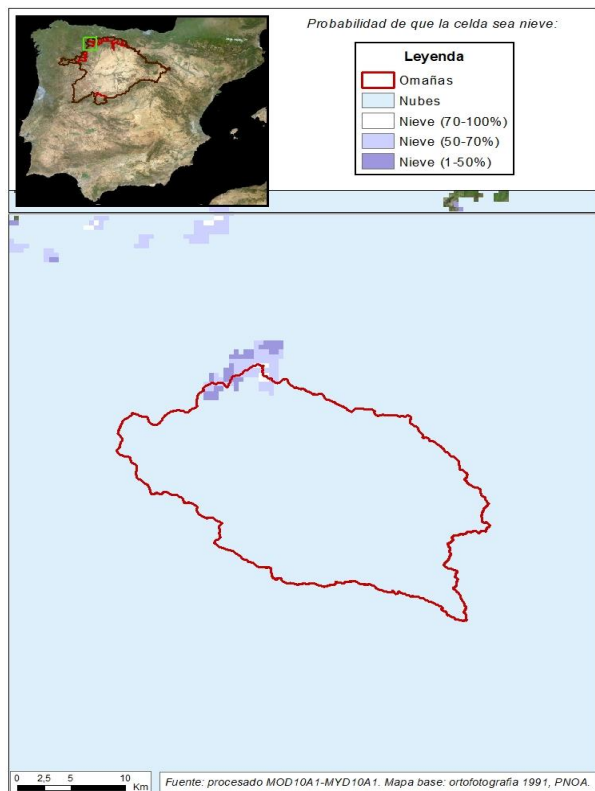 Probabilidad de que la celda sea nieve:
Leyenda
Omañas
Nubes
Nieve (70-100%)
Nieve (50-70%)
Nieve (1-50%)
0 2,5 5 10
Km
Fuente: procesado MOD10A1-MYD10A1. Mapa base: ortofotografía 1991, PNOA.